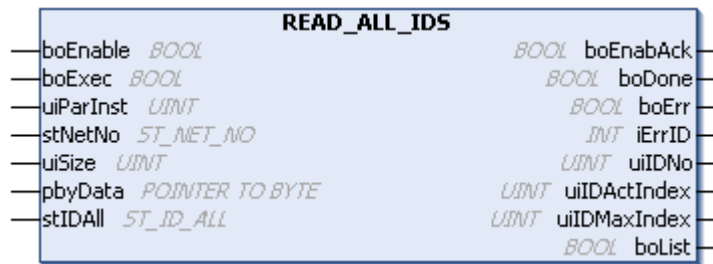 READ_ALL_IDS
boEnable BOOL BOOL boEnabAck
boExec BOOL BOOL boDone
uiParInst UINT BOOL boErr
stNetNo ST_NET_NO INT iErrID
uiSize UINT UINT uiIDNo
pbyData POINTER TO BYTE UINT uiIDActIndex
stIDAll ST_ID_ALL UINT uiIDMaxIndex
BOOL boList